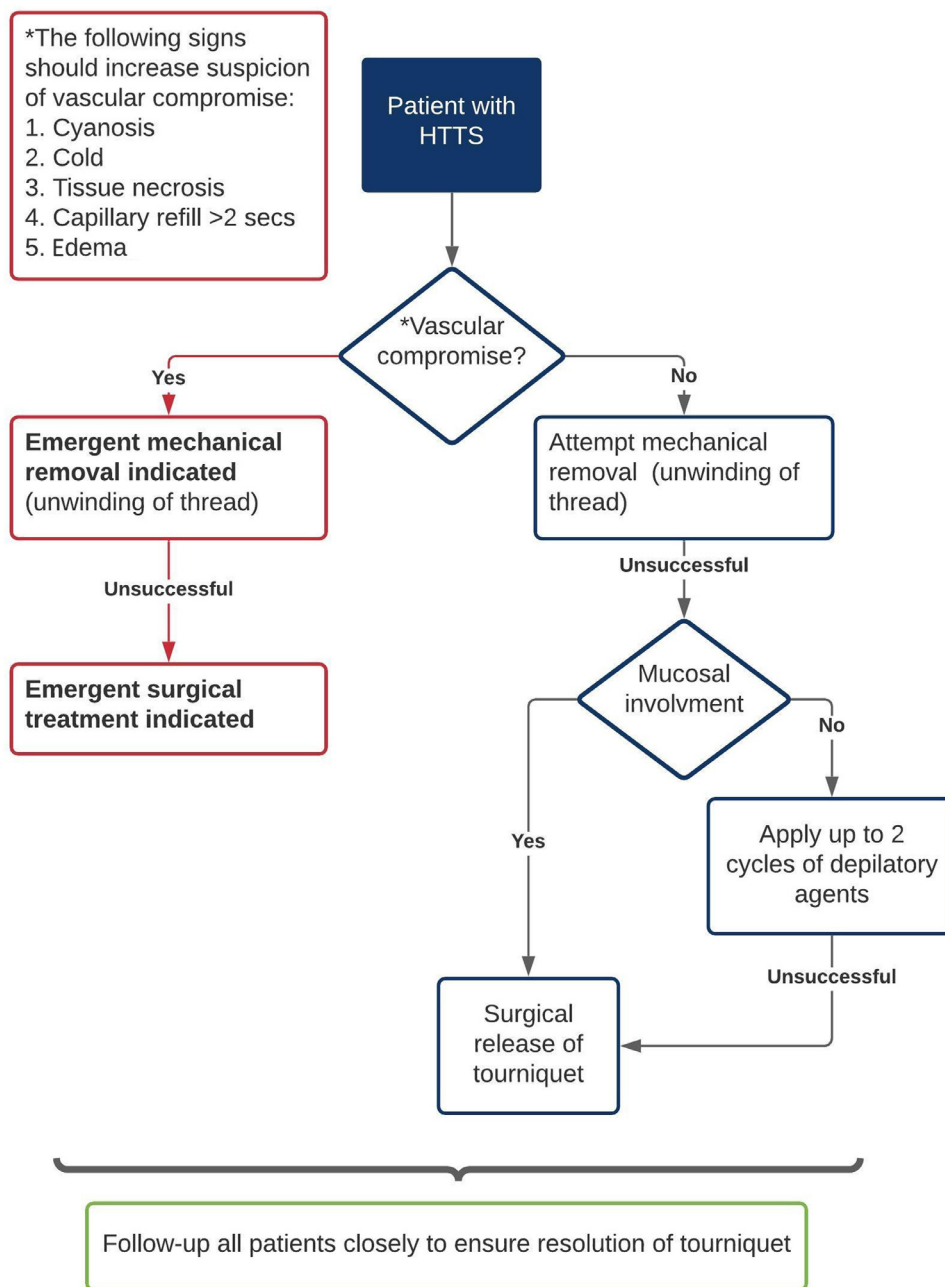 *The following signs
should increase suspicion
of vascular compromise:
1. Cyanosis
2. Cold
3. Tissue necrosis
4. Capillary refill >2 secs
5. Edema
Patient with
HTTS
*Vascular
compromise?
Yes
No
Emergent mechanical
removal indicated
(unwinding of thread)
Attempt mechanical
removal (unwinding of
thread)
Unsuccessful
Unsuccessful
Emergent surgical
treatment indicated
Mucosal
involvment
No
Yes
Apply up to 2
cycles of depilatory
agents
Unsuccessful
Surgical
release of
tourniquet
Follow-up all patients closely to ensure resolution of tourniquet